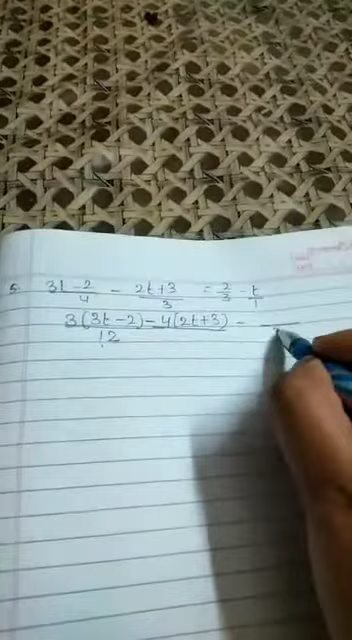 5. 3t-2/4 - 2t+3/3 = 2/3 - t/1
3(3t-2)-4(2t+3)/12 -